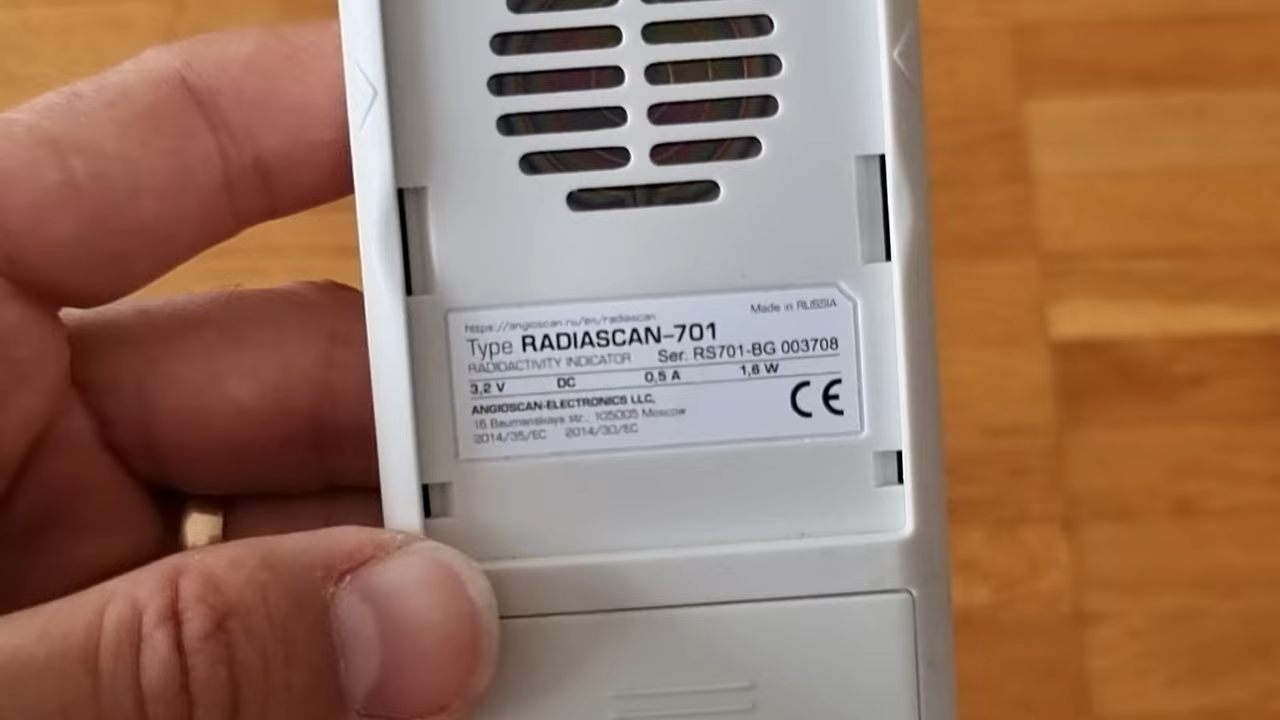 https://angioscan.ru/en/radiascan
Made in RUSSIA
Type RADIASCAN-701
RADIOACTIVITY INDICATOR Ser. RS701-BG 003708
3,2 V DC 0,5 A 1,6 W
ANGIOSCAN-ELECTRONICS LLC,
16 Baumanskaya str., 105005 Moscow
2014/35/EC 2014/30/EC
CE